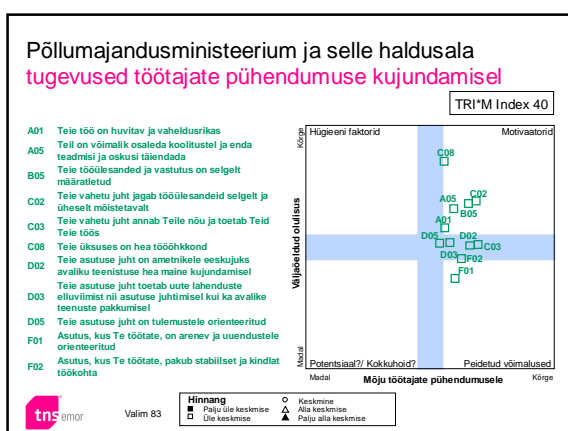 Põllumajandusministeerium ja selle haldusala
tugevused töötajate pühendumuse kujundamisel
TRI*M Index 40
A01 Teie töö on huvitav ja vaheldusrikas
A05 Teil on võimalik osaleda koolitustel ja enda
teadmisi ja oskusi täiendada
B05 Teie tööülesanded ja vastutus on selgelt
määratletud
C02 Teie vahetu juht jagab tööülesandeid selgelt ja
üheselt mõistetavalt
C03 Teie vahetu juht annab Teile nõu ja toetab Teid
Teie töös
C08 Teie üksuses on hea tööõhkkond
D02 Teie asutuse juht on ametnikele eeskujuks
avaliku teenistuse hea maine kujundamisel
D03 Teie asutuse juht toetab uute lahenduste
elluviimist nii asutuse juhtimisel kui ka avalike
teenuste pakkumisel
D05 Teie asutuse juht on tulemustele orienteeritud
F01 Asutus, kus Te töötate, on arenev ja uuendustele
orienteeritud
F02 Asutus, kus Te töötate, pakub stabiilset ja kindlat
töökohta
Kõrge
Hügieeni faktorid
Motivaatorid
C08
A05
C02
B05
A01
D05
D02
D03
C03
F02
F01
Väljaöeldud olulisus
Madal
Potentsiaal?/ Kokkuhoid?
Peidetud võimalused
Madal
Mõju töötajate pühendumusele
Kõrge
tns emor
Valim 83
Hinnang
Palju üle keskmise
Üle keskmise
Keskmine
Alla keskmise
Palju alla keskmise